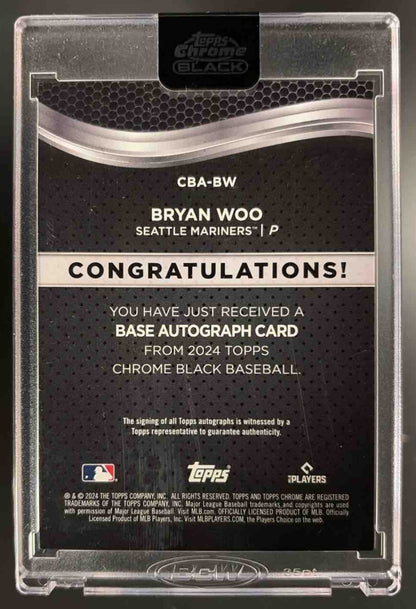 Topps
Chrome
BLACK
CBA-BW
BRYAN WOO
SEATTLE MARINERS™ | P
CONGRATULATIONS!
YOU HAVE JUST RECEIVED A
BASE AUTOGRAPH CARD
FROM 2024 TOPPS
CHROME BLACK BASEBALL.
The signing of all Topps autographs is witnessed by a
Topps representative to guarantee authenticity.
topps
PLAYERS
® & © 2024 THE TOPPS COMPANY, INC. ALL RIGHTS RESERVED. TOPPS AND TOPPS CHROME ARE REGISTERED
TRADEMARKS OF THE TOPPS COMPANY, INC. Major League Baseball trademarks and copyrights are used
with permission of Major League Baseball. Visit MLB.com. OFFICIALLY LICENSED PRODUCT OF MLB. Officially
Licensed Product of MLB Players, Inc. Visit MLBPLAYERS.COM, the Players Choice on the web.
BCW
35pt